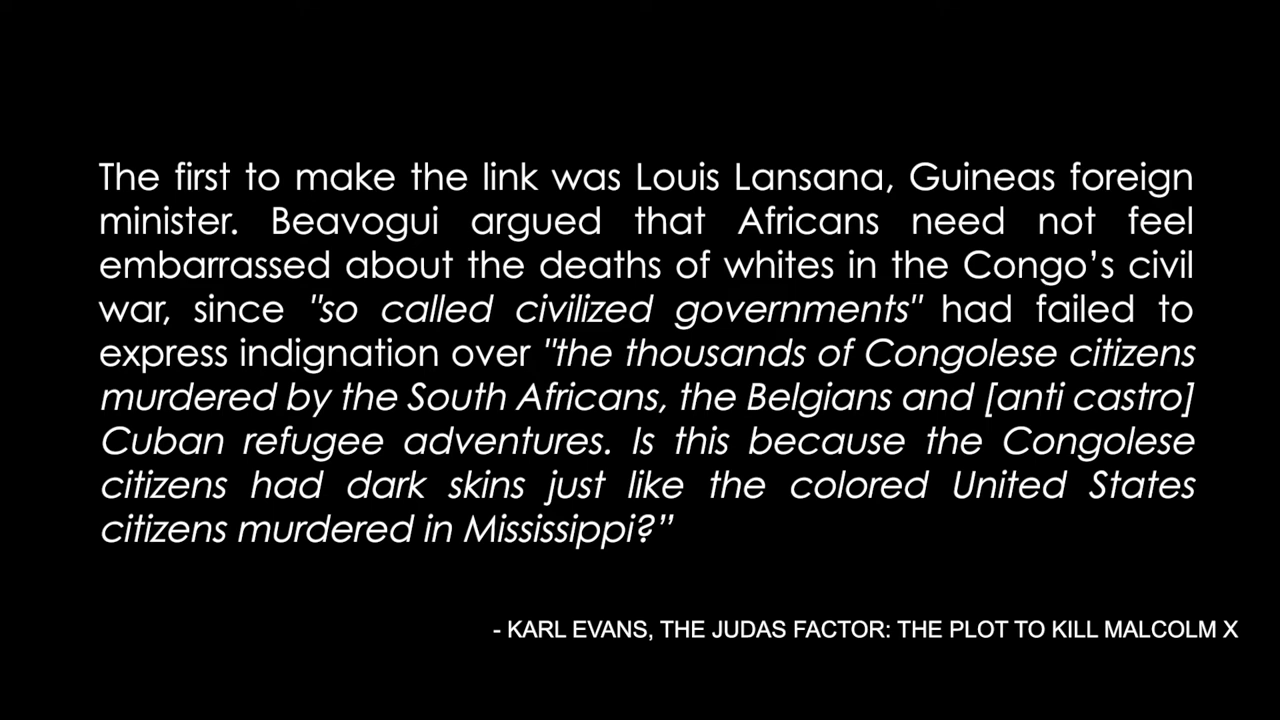 The first to make the link was Louis Lansana, Guineas foreign
minister. Beavogui argued that Africans need not feel
embarrassed about the deaths of whites in the Congo’s civil
war, since "so called civilized governments" had failed to
express indignation over "the thousands of Congolese citizens
murdered by the South Africans, the Belgians and [anti castro]
Cuban refugee adventures. Is this because the Congolese
citizens had dark skins just like the colored United States
citizens murdered in Mississippi?”
- KARL EVANS, THE JUDAS FACTOR: THE PLOT TO KILL MALCOLM X